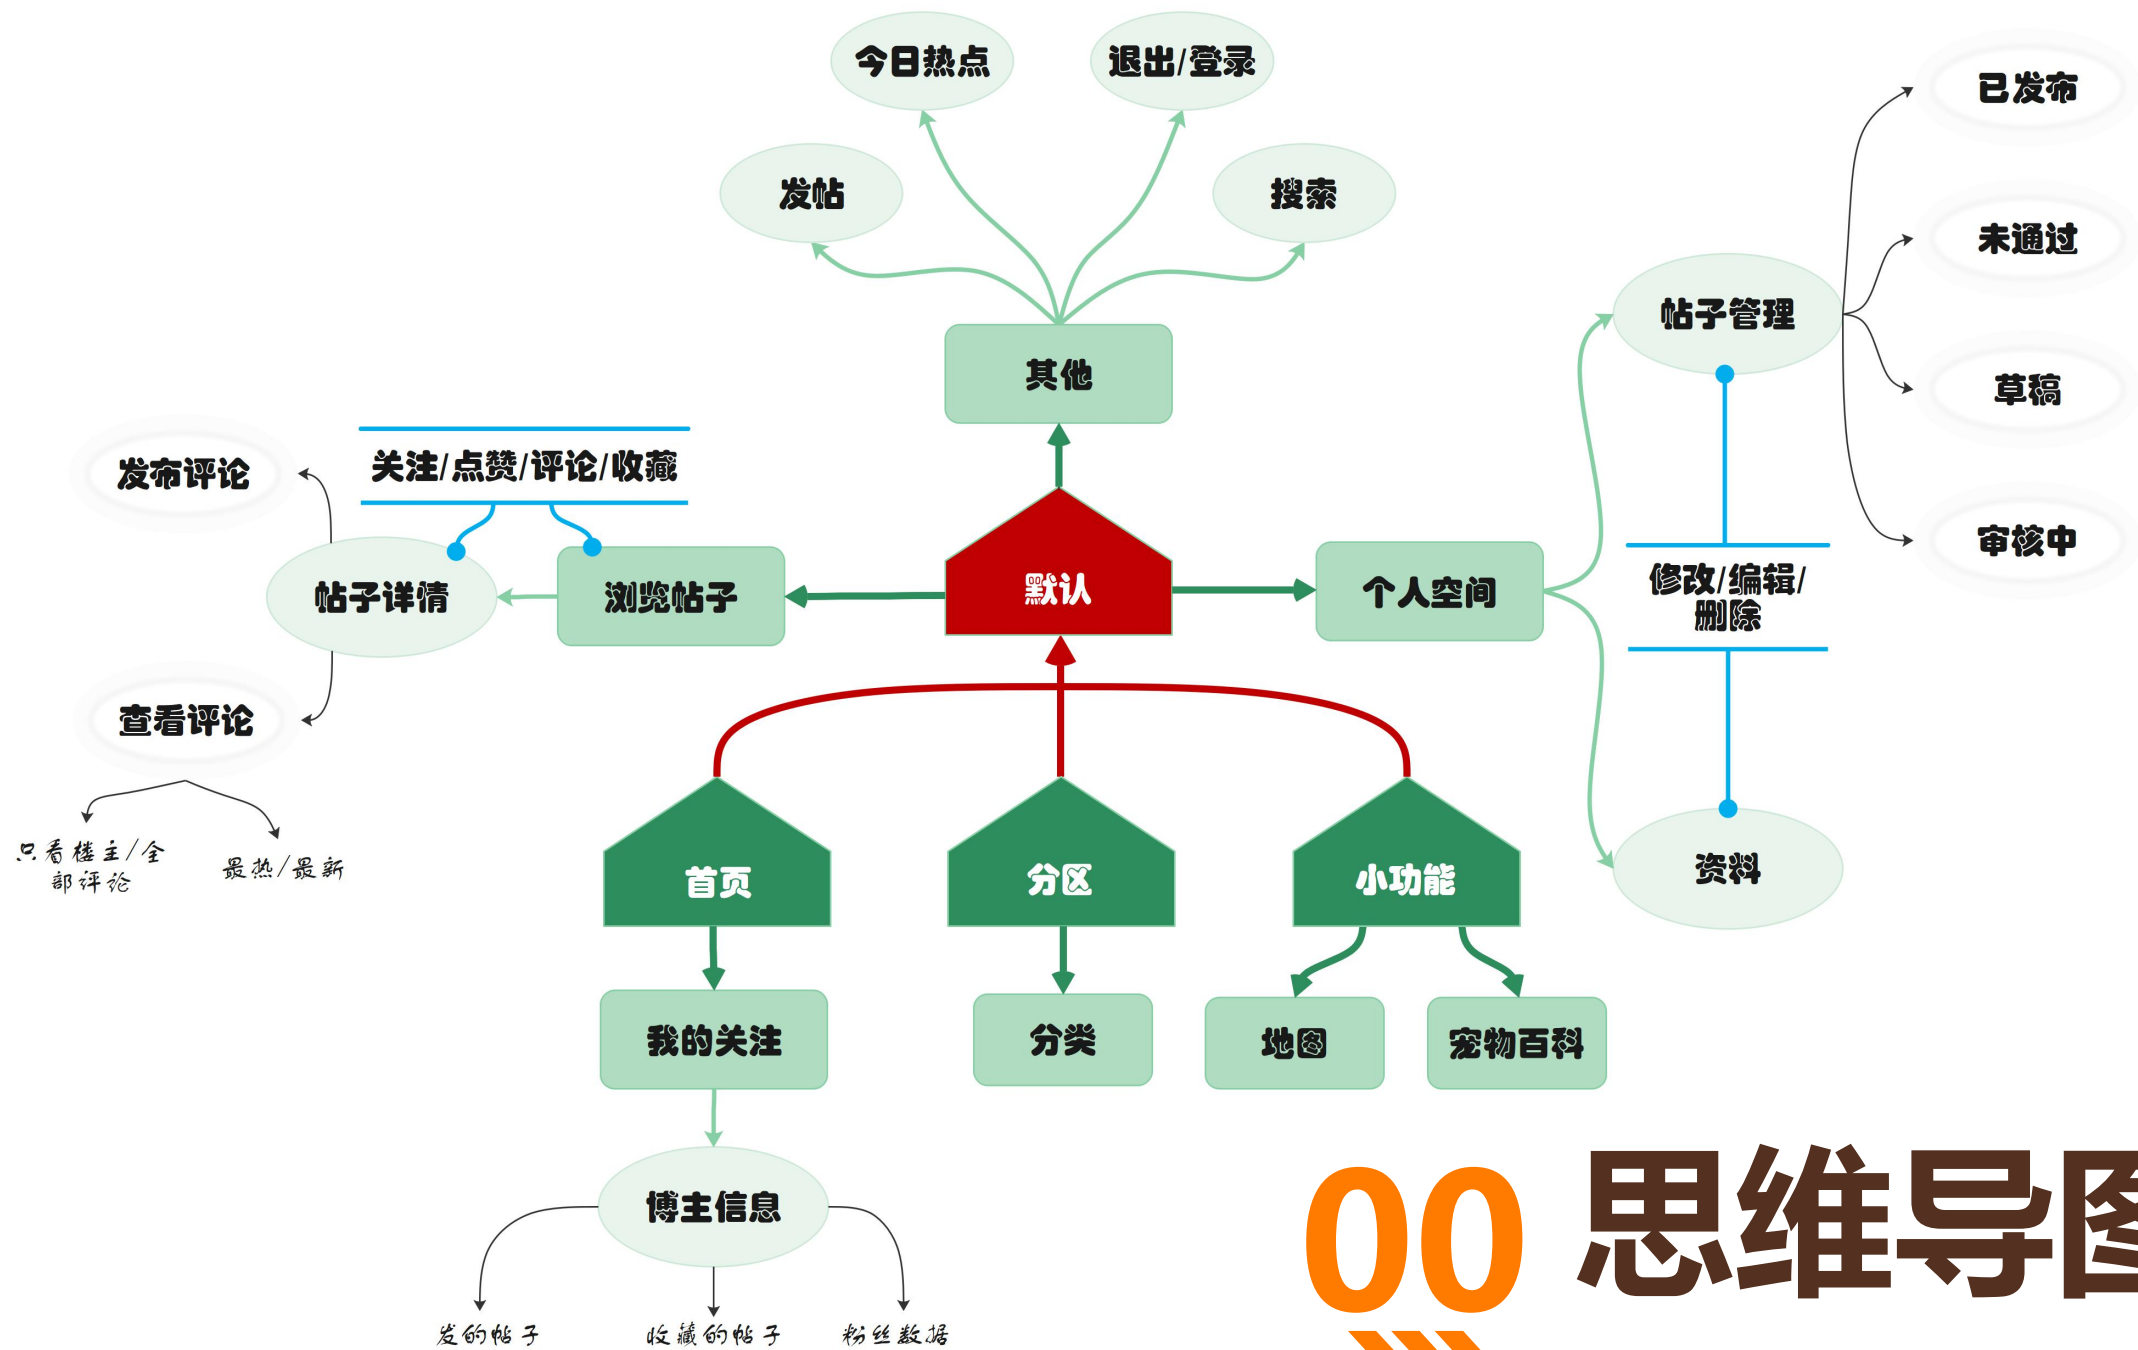 今日热点
退出/登录
已发布
发帖
搜索
未通过
帖子管理
其他
草稿
关注/点赞/评论/收藏
发布评论
审核中
默认
浏览帖子
帖子详情
个人空间
修改/编辑/
删除
查看评论
只看楼主/全
部评论
最热/最新
首页
分区
小功能
资料
我的关注
分类
地图
宠物百科
博主信息
00 思维导图
发的帖子
收藏的帖子
粉丝数据